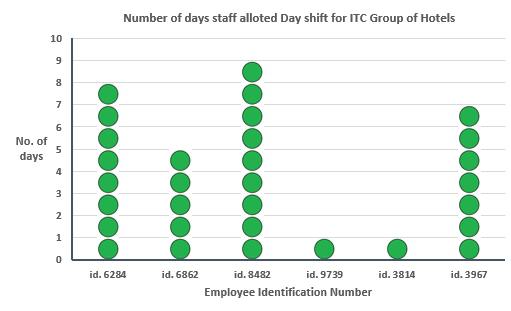 Number of days staff alloted Day shift for ITC Group of Hotels
10
9
8
7
6
No. of
days
5
4
3
2
1
0
id. 6284 id. 6862 id. 8482 id. 9739 id. 3814 id. 3967
Employee Identification Number